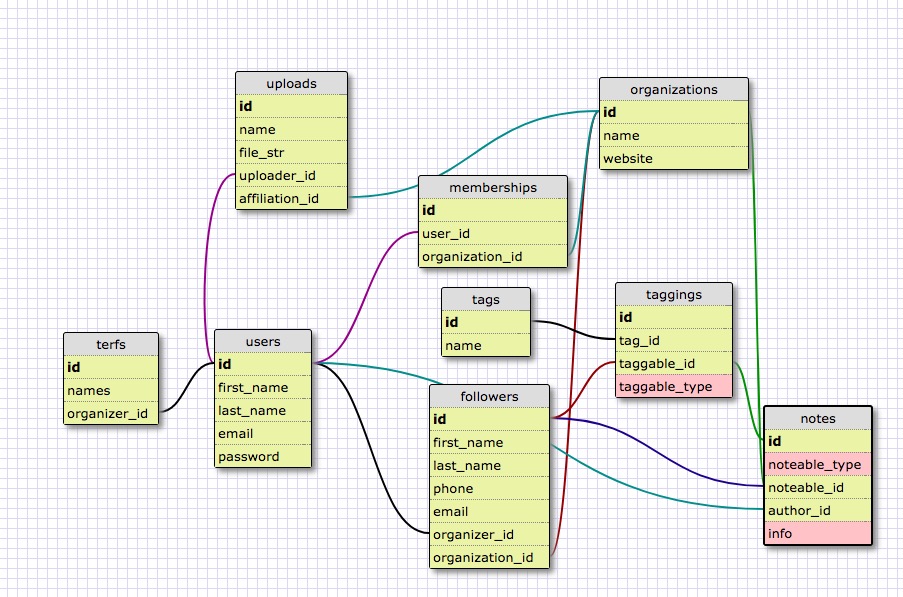 uploads
id
name
file_str
uploader_id
affiliation_id
organizations
id
name
website
memberships
id
user_id
organization_id
tags
id
name
taggings
id
tag_id
taggable_id
taggable_type
terfs
id
names
organizer_id
users
id
first_name
last_name
email
password
followers
id
first_name
last_name
phone
email
organizer_id
organization_id
notes
id
noteable_type
noteable_id
author_id
info